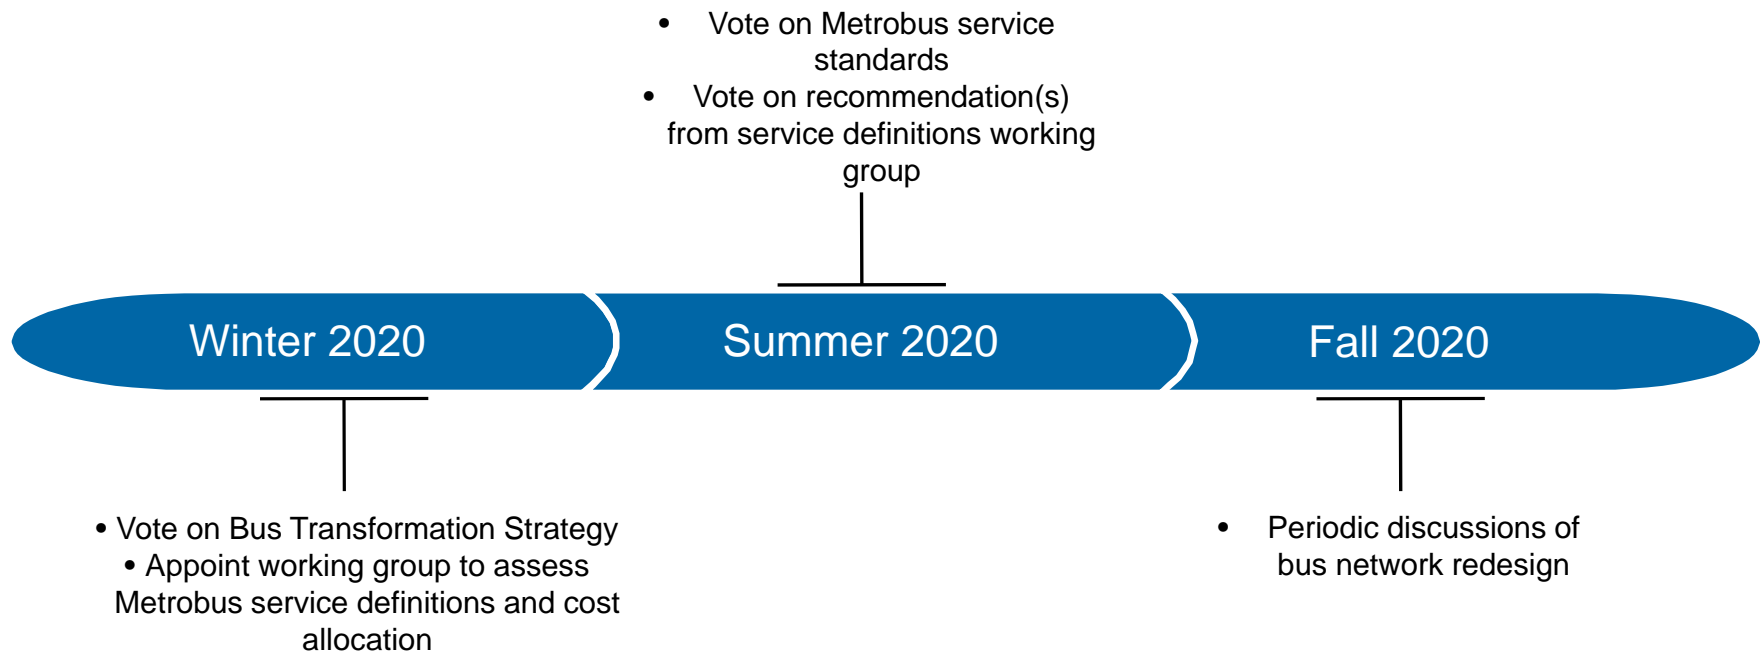 • Vote on Metrobus service
standards
• Vote on recommendation(s)
from service definitions working
group
Winter 2020
Summer 2020
Fall 2020
• Vote on Bus Transformation Strategy
• Appoint working group to assess
Metrobus service definitions and cost
allocation
• Periodic discussions of
bus network redesign